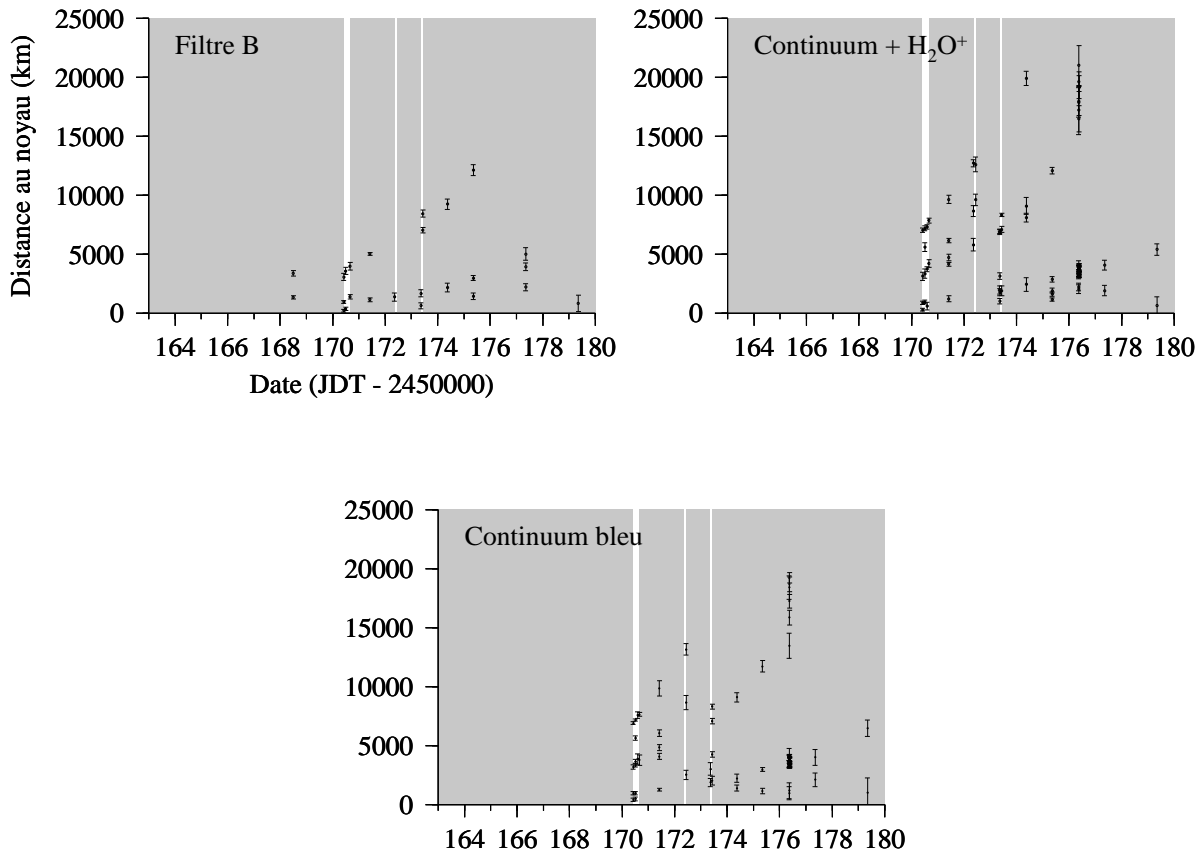 Filtre B
Distance au noyau (km)
25000
20000
15000
10000
5000
0
164 166 168 170 172 174 176 178 180
Date (JDT - 2450000)
Continuum + H₂O⁺
25000
20000
15000
10000
5000
0
164 166 168 170 172 174 176 178 180
Continuum bleu
25000
20000
15000
10000
5000
0
164 166 168 170 172 174 176 178 180